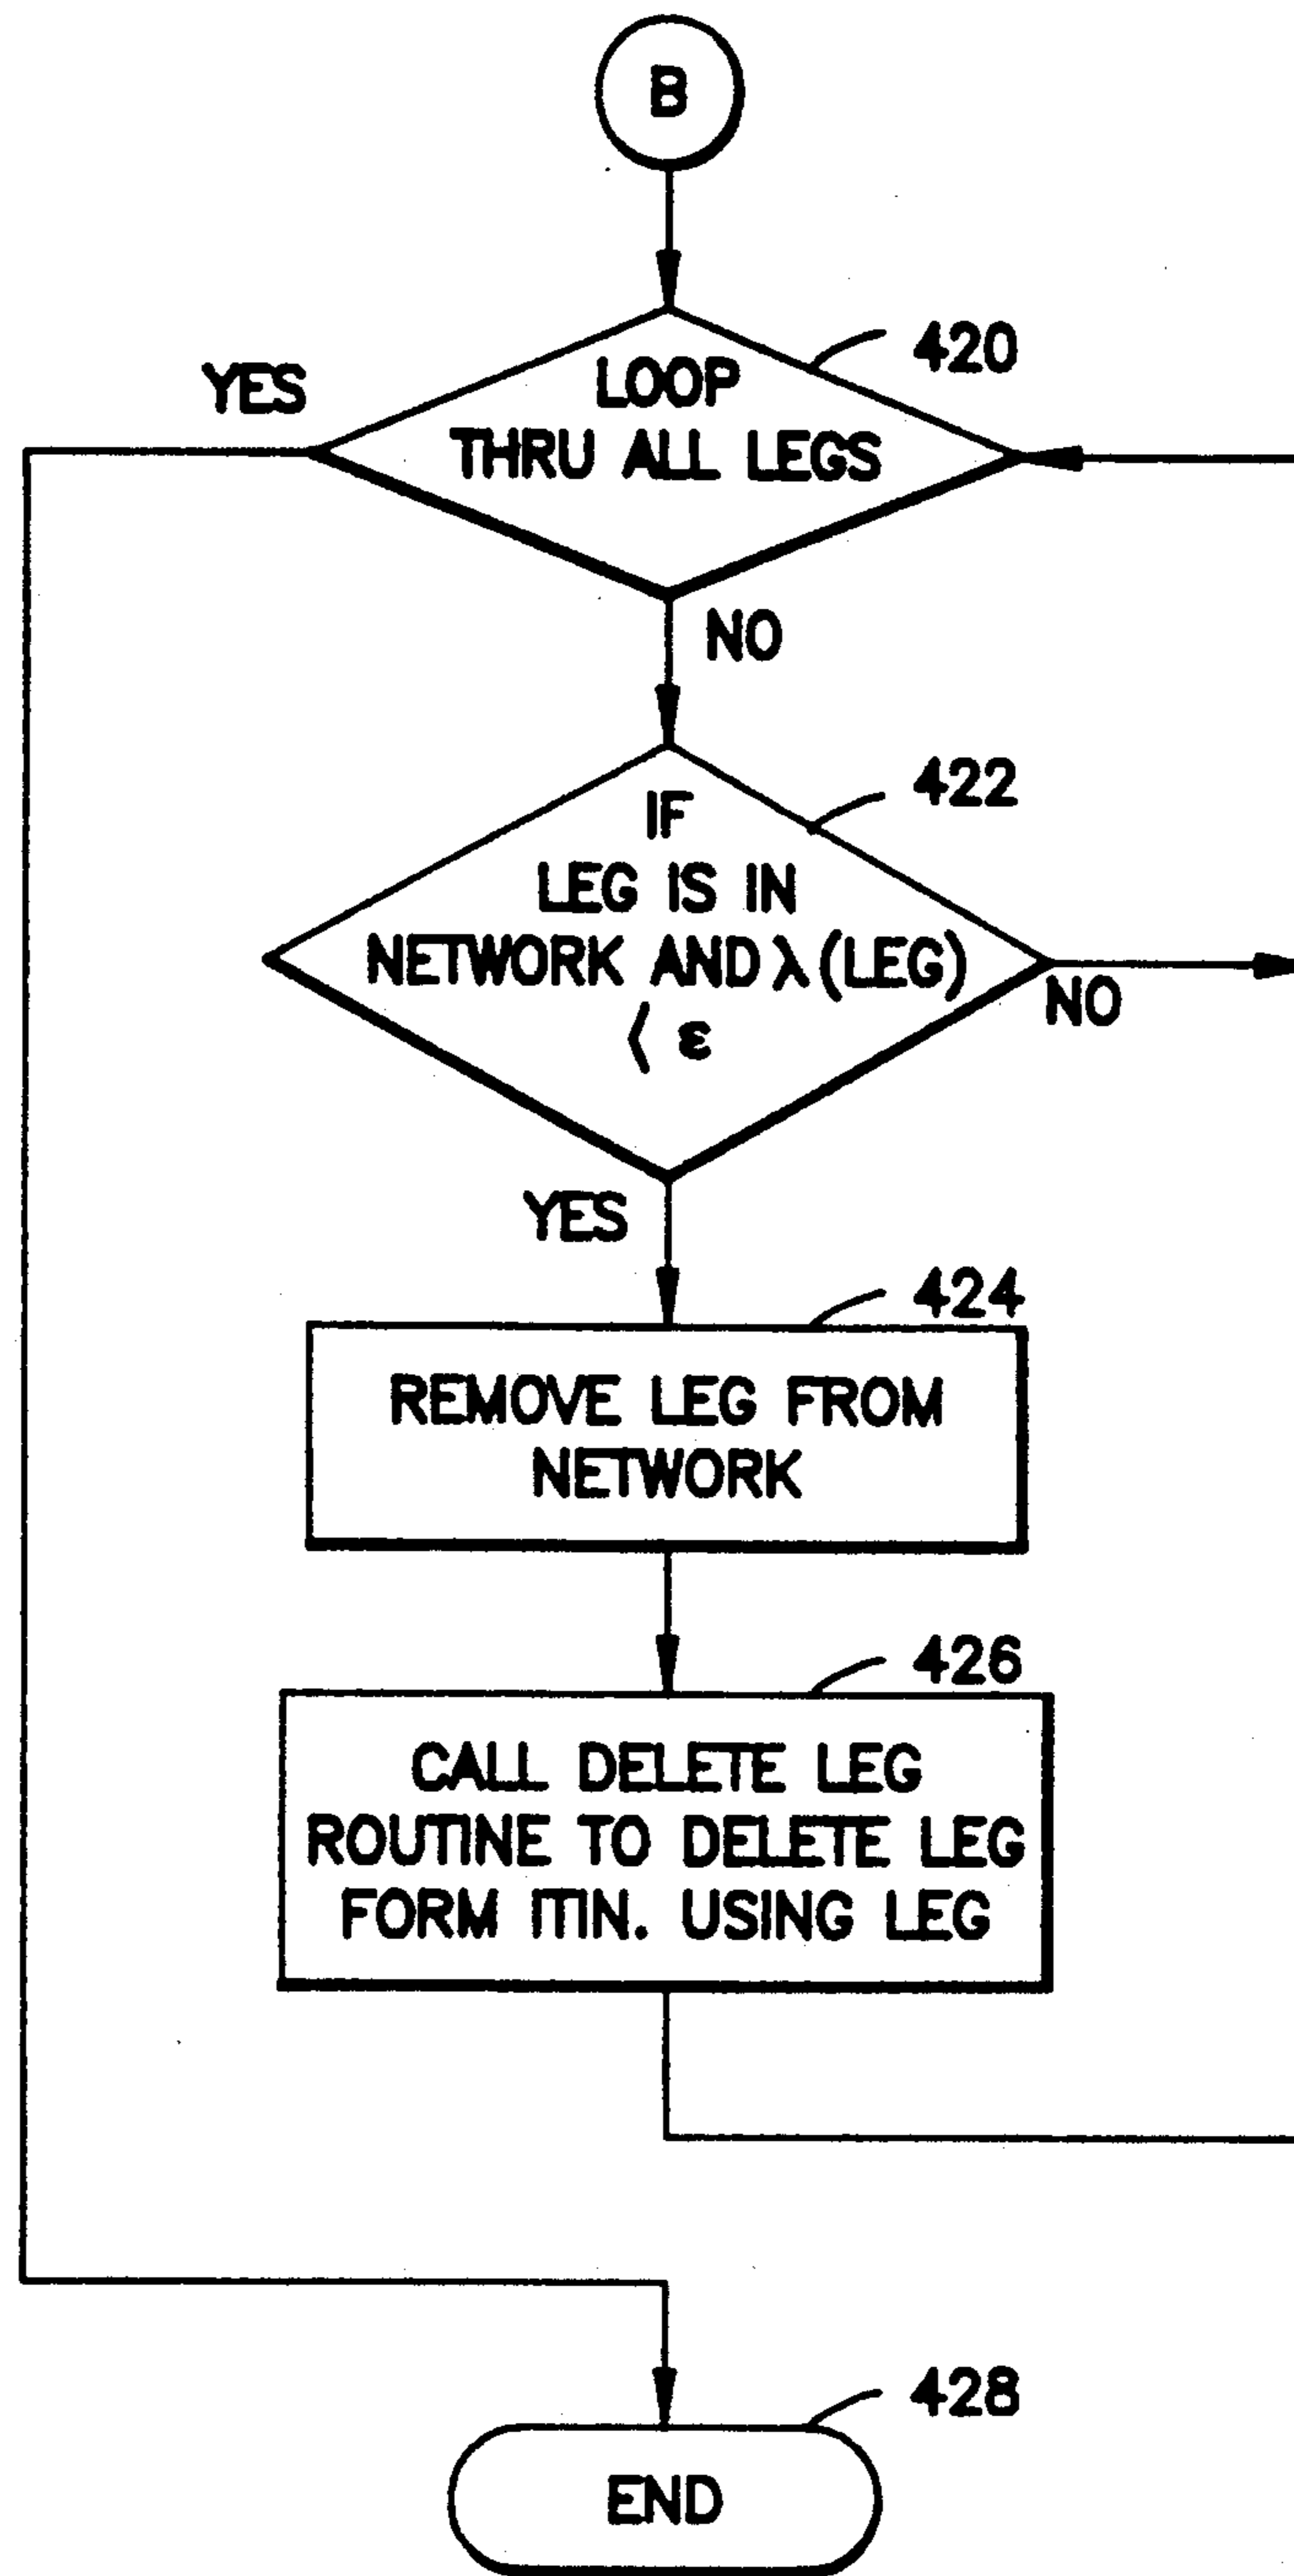 B
420
YES
LOOP
THRU ALL LEGS
NO
422
IF
LEG IS IN
NETWORK AND λ(LEG)
< ε
NO
YES
424
REMOVE LEG FROM
NETWORK
426
CALL DELETE LEG
ROUTINE TO DELETE LEG
FORM ITIN. USING LEG
428
END